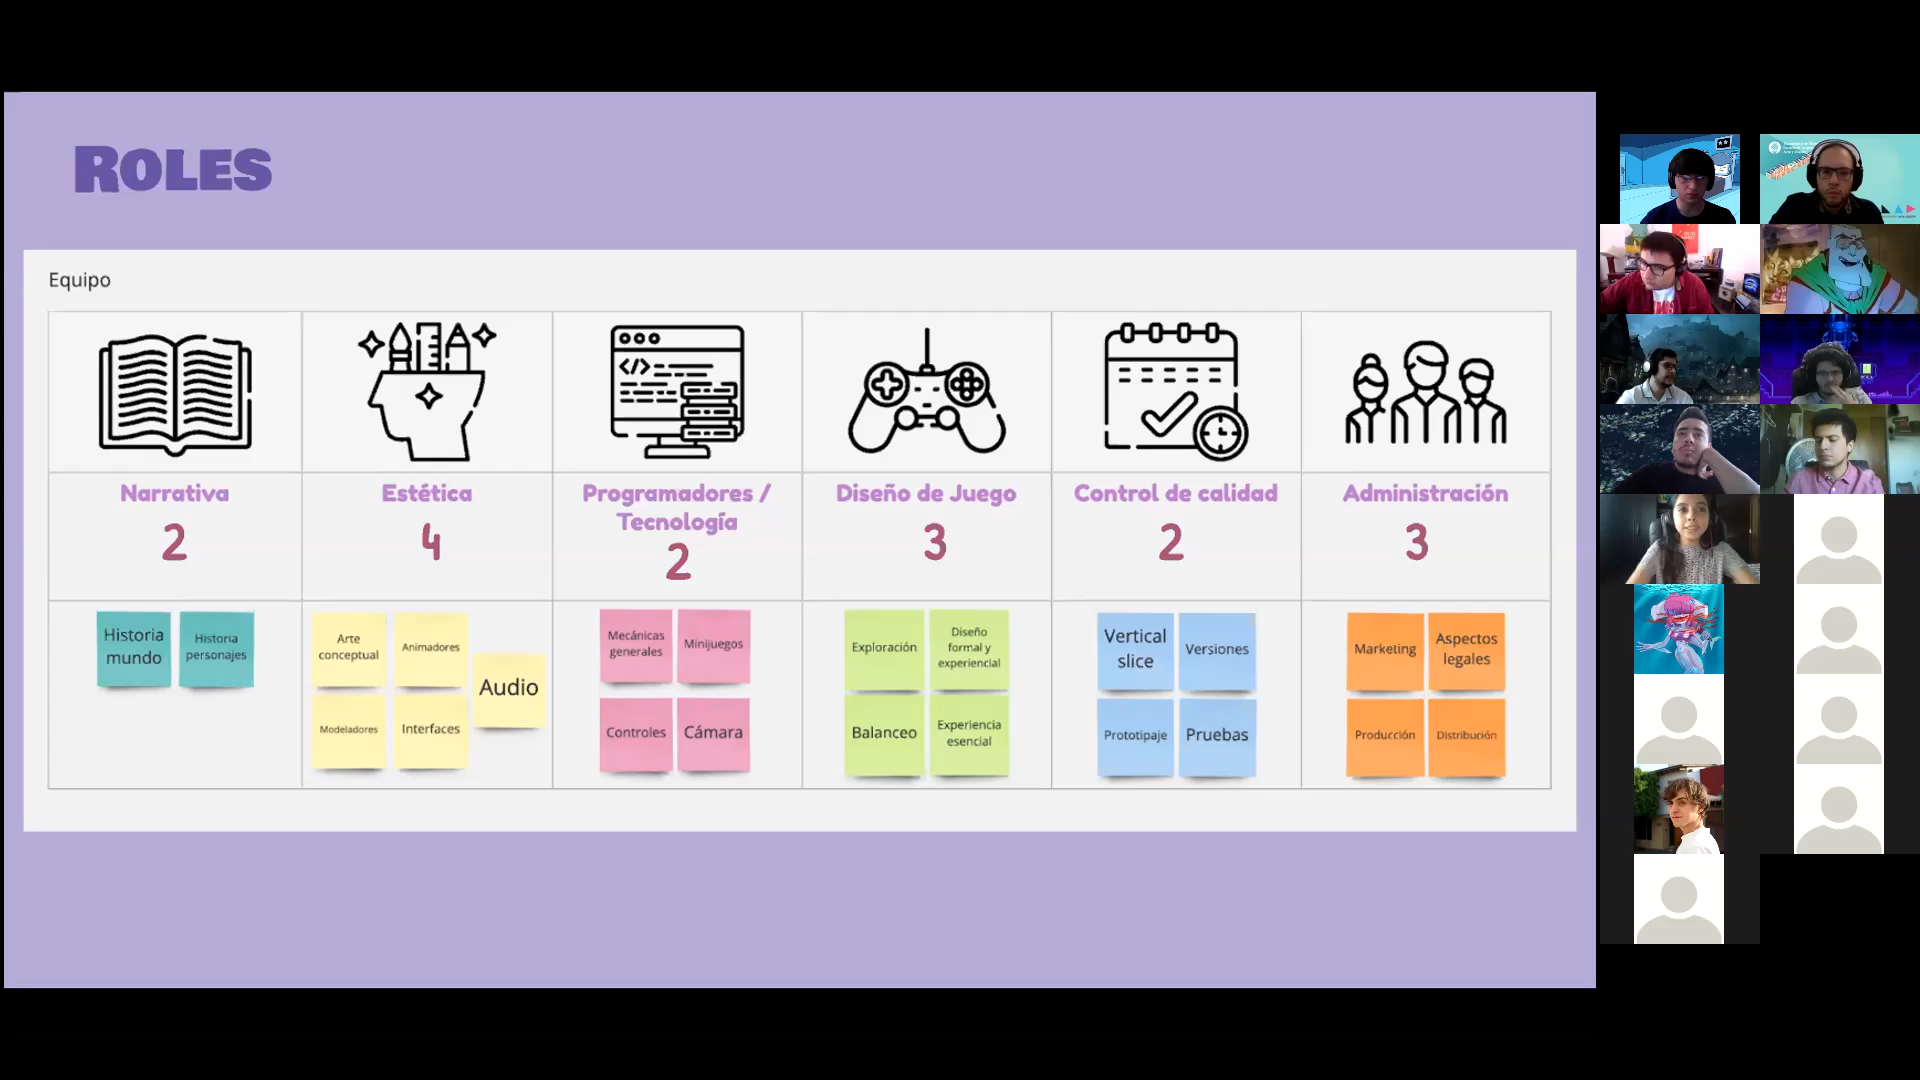 ROLES
Equipo
Narrativa
2
Estética
4
Programadores /
Tecnología
2
Diseño de Juego
3
Control de calidad
2
Administración
3
Historia
mundo
Historia
personajes
Arte
conceptual
Animadores
Audio
Modeladores
Interfaces
Mecánicas
generales
Minijuegos
Controles
Cámara
Exploración
Diseño
formal y
experiencial
Balanceo
Experiencia
esencial
Vertical
slice
Versiones
Prototipaje
Pruebas
Marketing
Aspectos
legales
Producción
Distribución